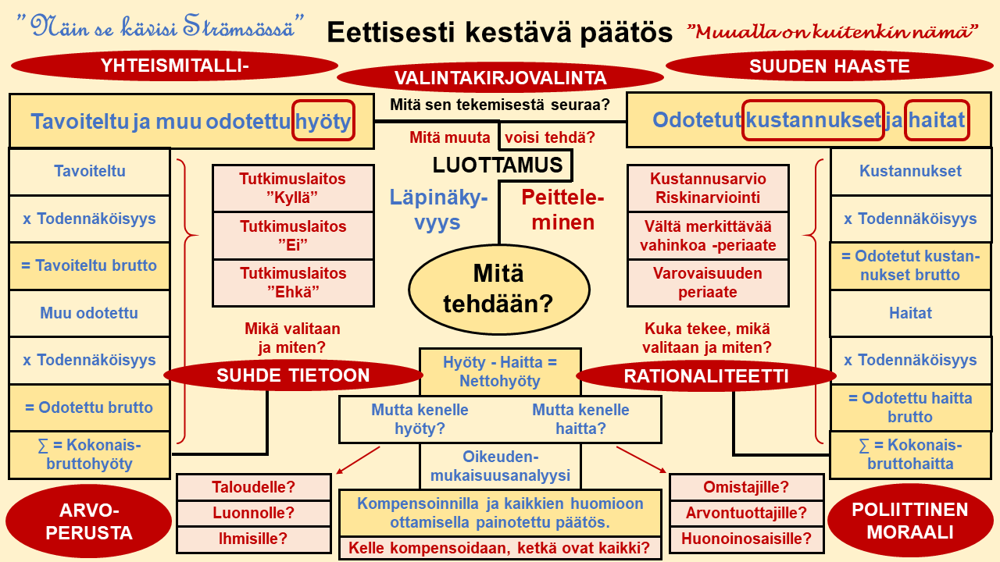 ”Näin se kävisi Strömsössä”
Eettisesti kestävä päätös
”Muualla on kuitenkin nämä”
YHTEISMITALLI-
VALINTAKIRJOVALINTA
SUUDEN HAASTE
Mitä sen tekemisestä seuraa?
Tavoiteltu ja muu odotettu hyöty
Odotetut kustannukset ja haitat
Mitä muuta voisi tehdä?
LUOTTAMUS
Läpinäky-
vyys
Peittele-
minen
Mitä
tehdään?
Tavoiteltu
x Todennäköisyys
= Tavoiteltu brutto
Muu odotettu
x Todennäköisyys
= Odotettu brutto
∑ = Kokonais-
bruttohyöty
Tutkimuslaitos
”Kyllä”
Tutkimuslaitos
”Ei”
Tutkimuslaitos
”Ehkä”
Mikä valitaan
ja miten?
SUHDE TIETOON
Kustannusarvio
Riskinarviointi
Vältä merkittävää
vahinkoa -periaate
Varovaisuuden
periaate
Kuka tekee, mikä
valitaan ja miten?
RATIONALITEETTI
Kustannukset
x Todennäköisyys
= Odotetut kustan-
nukset brutto
Haitat
x Todennäköisyys
= Odotettu haitta
brutto
∑ = Kokonais-
bruttohaitta
Hyöty - Haitta =
Nettohyöty
Mutta kenelle
hyöty?
Mutta kenelle
haitta?
Oikeuden-
mukaisuusanalyysi
Kompensoinnilla ja kaikkien huomioon
ottamisella painotettu päätös.
Kelle kompensoidaan, ketkä ovat kaikki?
Taloudelle?
Luonnolle?
Ihmisille?
Omistajille?
Arvontuottajille?
Huonoinosaisille?
ARVO-
PERUSTA
POLIITTINEN
MORAALI